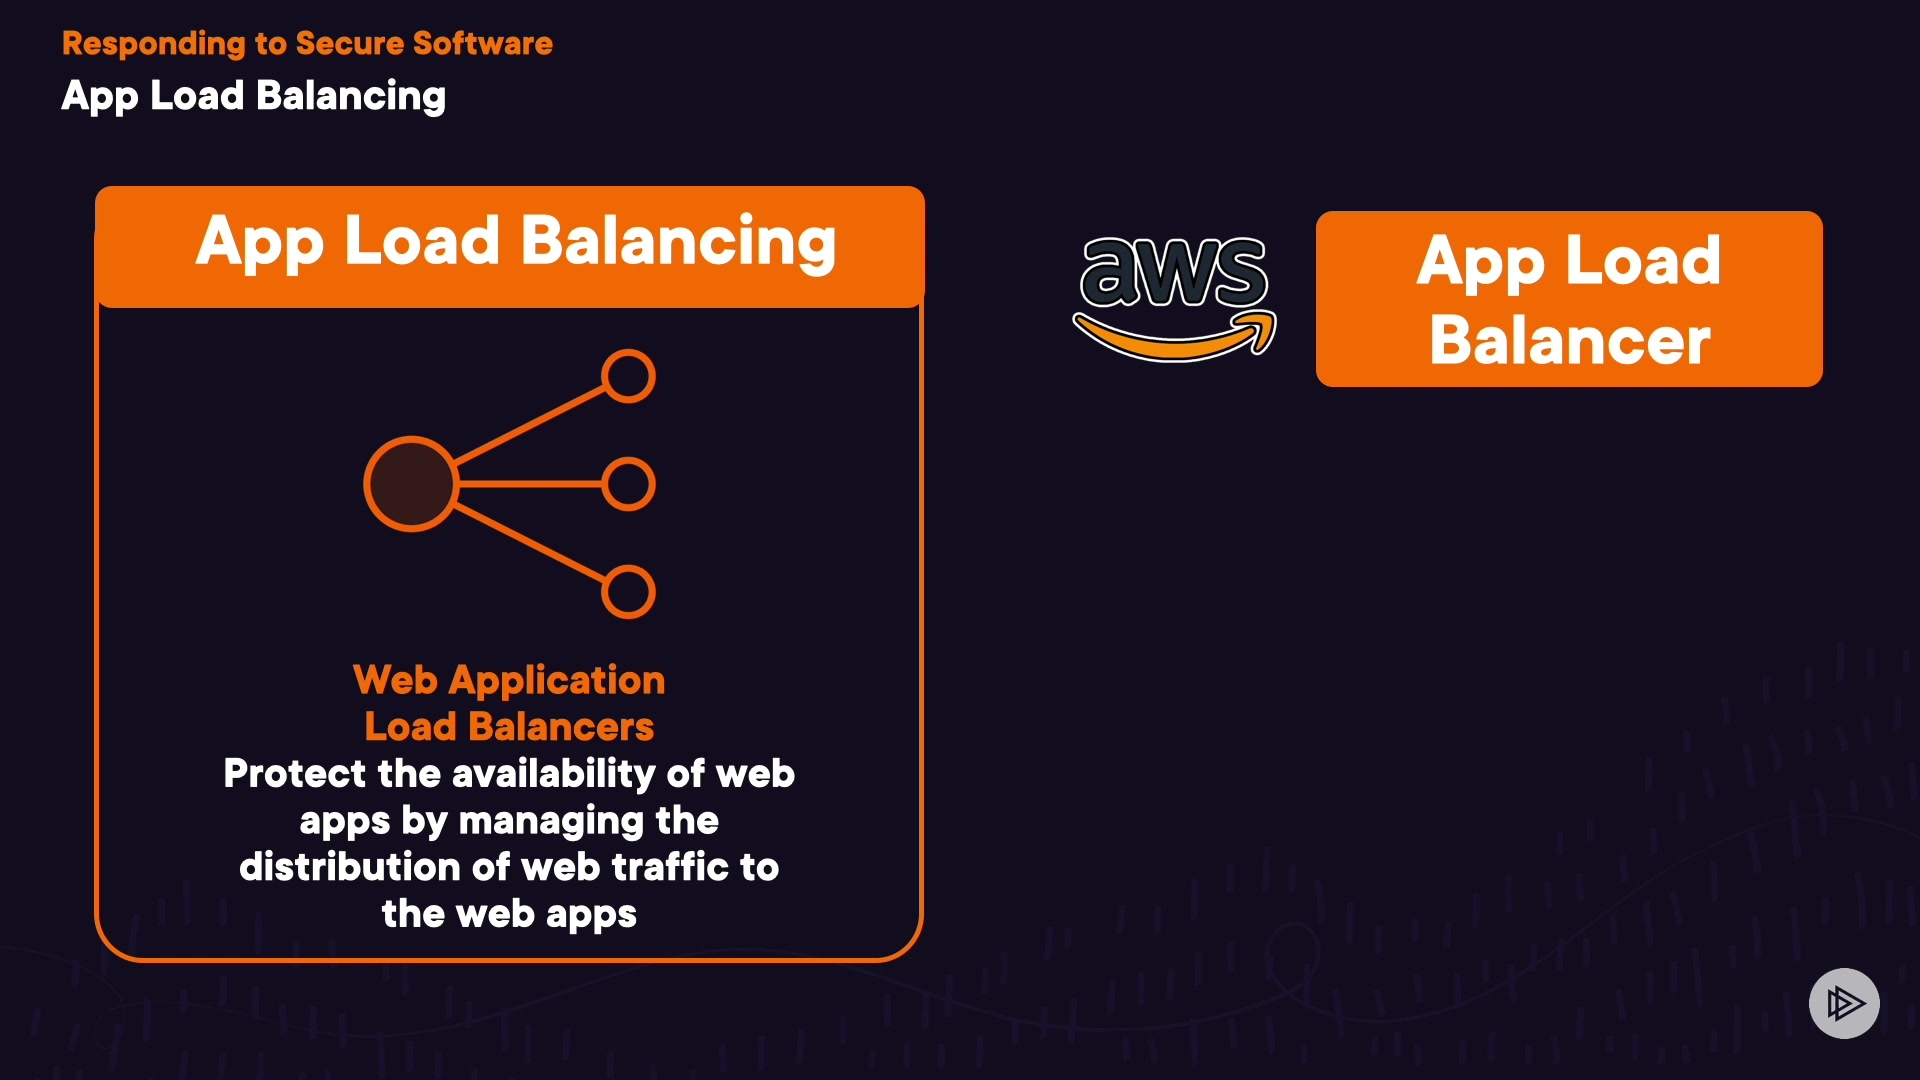 Responding to Secure Software
App Load Balancing
App Load Balancing
Web Application
Load Balancers
Protect the availability of web
apps by managing the
distribution of web traffic to
the web apps
aws
App Load
Balancer